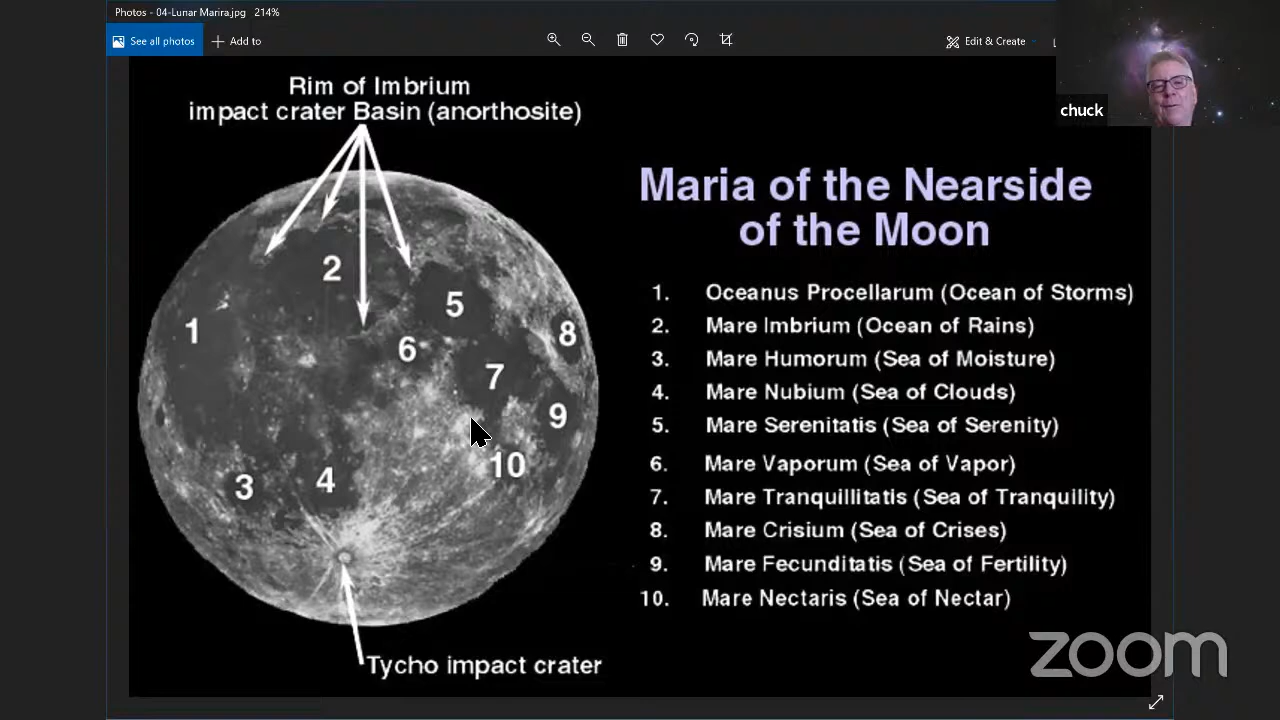 Photos - 04-Lunar Marira.jpg 214%
See all photos
Add to
Edit & Create
chuck
Rim of Imbrium
impact crater Basin (anorthosite)
Maria of the Nearside
of the Moon
1. Oceanus Procellarum (Ocean of Storms)
2. Mare Imbrium (Ocean of Rains)
3. Mare Humorum (Sea of Moisture)
4. Mare Nubium (Sea of Clouds)
5. Mare Serenitatis (Sea of Serenity)
6. Mare Vaporum (Sea of Vapor)
7. Mare Tranquillitatis (Sea of Tranquility)
8. Mare Crisium (Sea of Crises)
9. Mare Fecunditatis (Sea of Fertility)
10. Mare Nectaris (Sea of Nectar)
2
5
1
8
6
7
9
10
3
4
Tycho impact crater
zoom